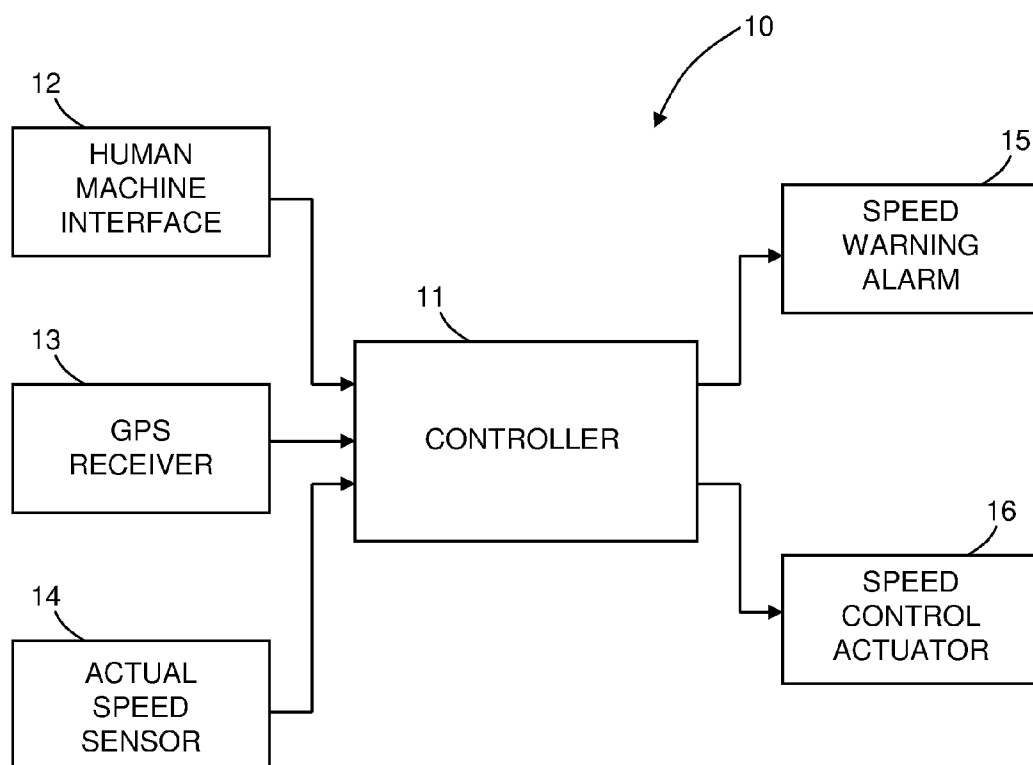 10
12
HUMAN
MACHINE
INTERFACE
15
SPEED
WARNING
ALARM
11
CONTROLLER
13
GPS
RECEIVER
16
SPEED
CONTROL
ACTUATOR
14
ACTUAL
SPEED
SENSOR